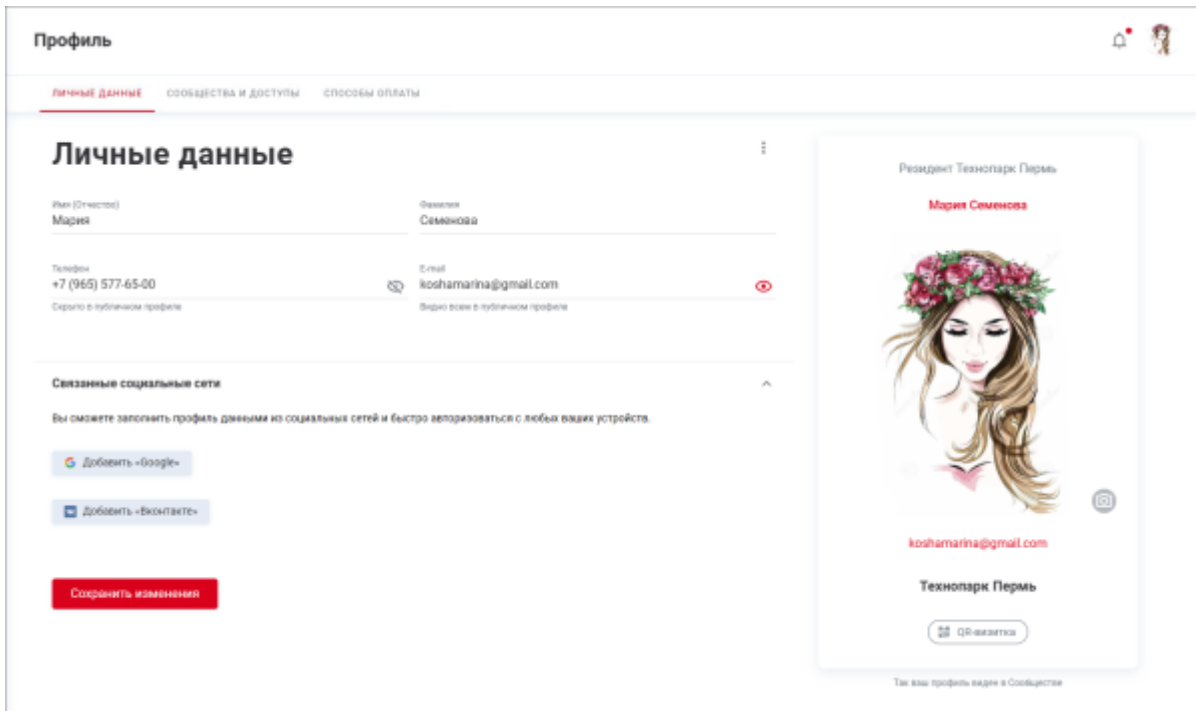 Профиль
ЛИЧНЫЕ ДАННЫЕ СООБЩЕСТВА И ДОСТУПЫ СПОСОБЫ ОПЛАТЫ
Личные данные
Имя (Отчество)
Мария
Фамилия
Семенова
Телефон
+7 (965) 577-65-00
Скрыто в публичном профиле
E-mail
koshamarina@gmail.com
Видно всем в публичном профиле
Связанные социальные сети
Вы сможете заполнить профиль данными из социальных сетей и быстро авторизоваться с любых ваших устройств.
Добавить «Google»
Добавить «Вконтакте»
Сохранить изменения
Резидент Технопарк Пермь
Мария Семенова
koshamarina@gmail.com
Технопарк Пермь
QR-визитка
Так ваш профиль виден в Сообществе